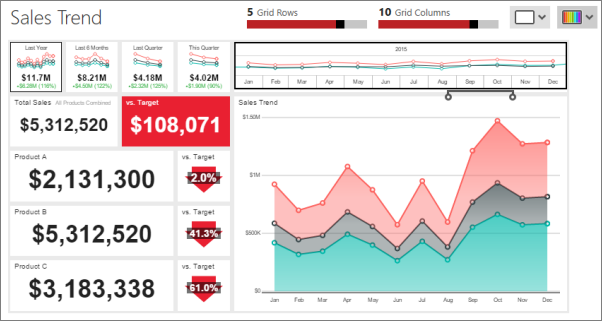 Sales Trend
5 Grid Rows
10 Grid Columns
Last Year
Last 6 Months
Last Quarter
This Quarter
$11.7M
$8.21M
$4.18M
$4.02M
+$6.28M (116%)
+$4.50M (122%)
+$2.32M (125%)
+$1.90M (90%)
2015
Jan Feb Mar Apr May Jun Jul Aug Sep Oct Nov Dec
Total Sales All Products Combined
$5,312,520
vs. Target
$108,071
Product A
$2,131,300
vs. Target
2.0%
Product B
$5,312,520
vs. Target
41.3%
Product C
$3,183,338
vs. Target
61.0%
Sales Trend
$1.50M
$1M
$500K
$0
Jan Feb Mar Apr May Jun Jul Aug Sep Oct Nov Dec